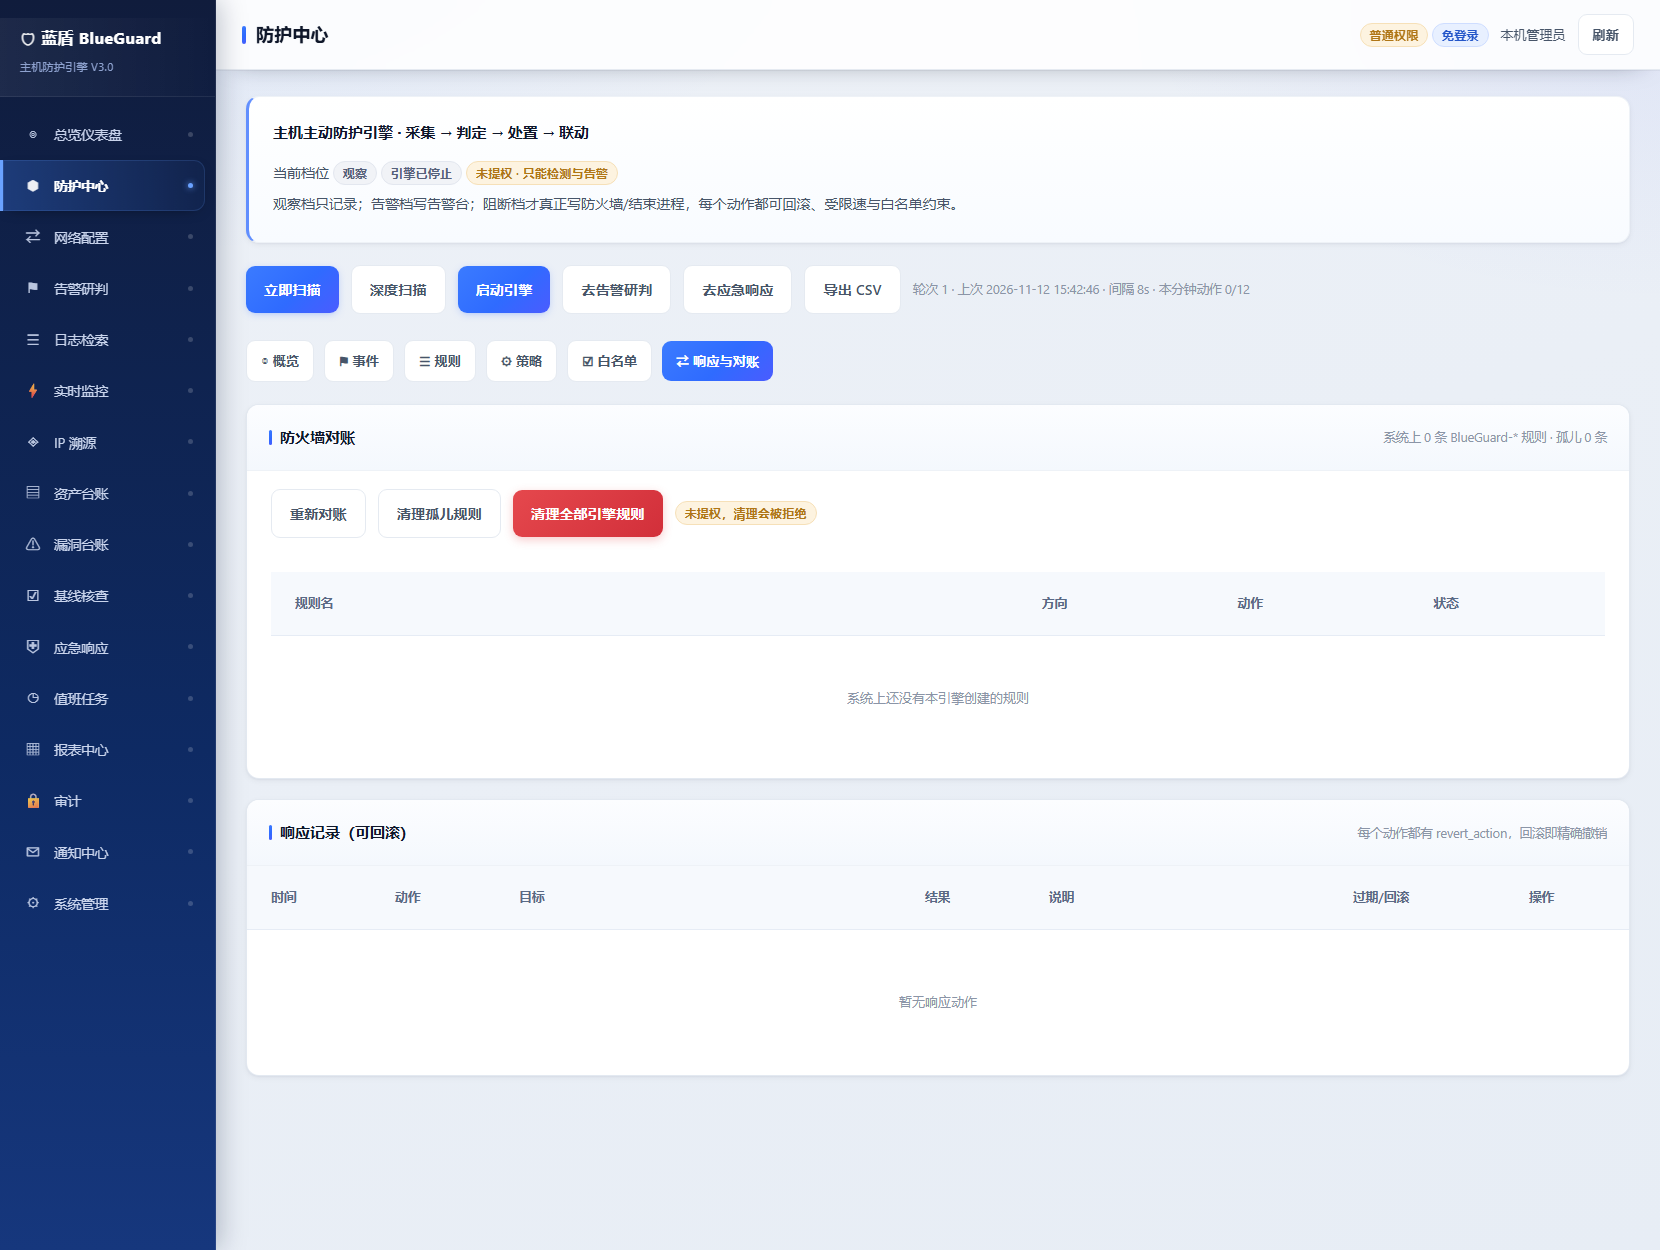 蓝盾 BlueGuard
主机防护引擎 V3.0
总览仪表盘
防护中心
网络配置
告警研判
日志检索
实时监控
IP 溯源
资产台账
漏洞台账
基线核查
应急响应
值班任务
报表中心
审计
通知中心
系统管理
防护中心
普通权限 免登录 本机管理员 刷新
主机主动防护引擎 · 采集 → 判定 → 处置 → 联动
当前档位 观察 引擎已停止 未提权 · 只能检测与告警
观察档只记录；告警档写告警台；阻断档才真正写防火墙/结束进程，每个动作都可回滚、受限速与白名单约束。
立即扫描 深度扫描 启动引擎 去告警研判 去应急响应 导出 CSV 轮次 1 · 上次 2026-11-12 15:42:46 · 间隔 8s · 本分钟动作 0/12
概览 事件 规则 策略 白名单 响应与对账
防火墙对账
系统上 0 条 BlueGuard-* 规则 · 孤儿 0 条
重新对账 清理孤儿规则 清理全部引擎规则 未提权，清理会被拒绝
规则名 方向 动作 状态
系统上还没有本引擎创建的规则
响应记录（可回滚）
每个动作都有 revert_action，回滚即精确撤销
时间 动作 目标 结果 说明 过期/回滚 操作
暂无响应动作